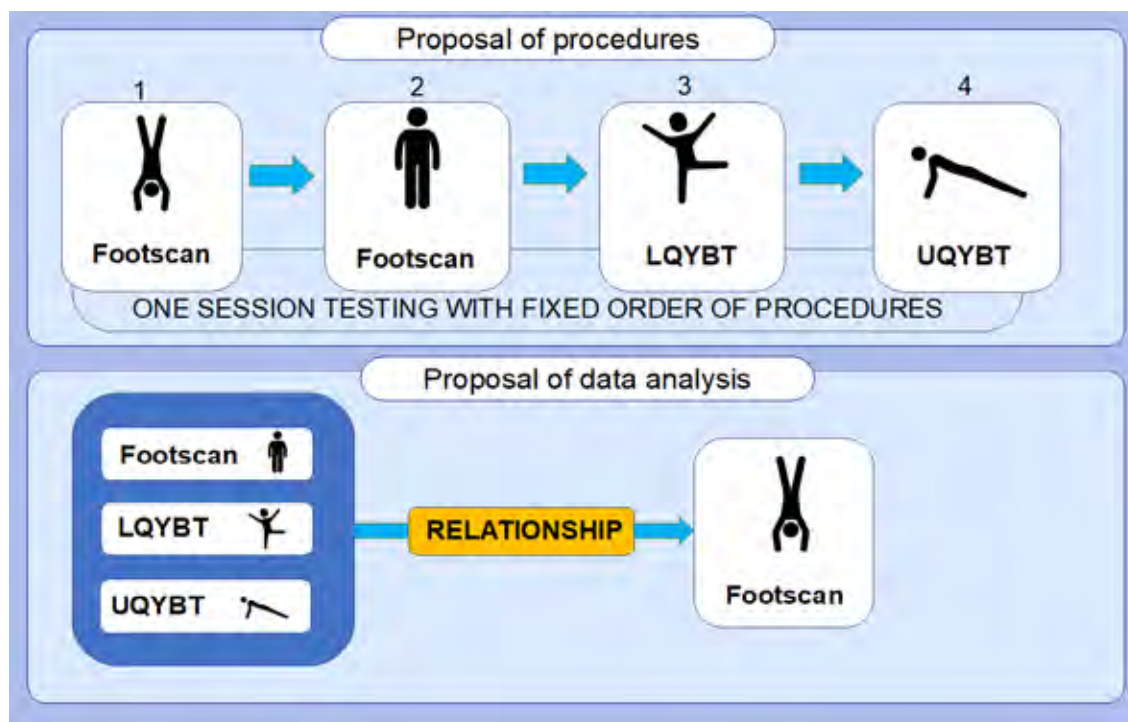 Proposal of procedures
1
2
3
4
Footscan
Footscan
LQYBT
UQYBT
ONE SESSION TESTING WITH FIXED ORDER OF PROCEDURES
Proposal of data analysis
Footscan
LQYBT
UQYBT
RELATIONSHIP
Footscan